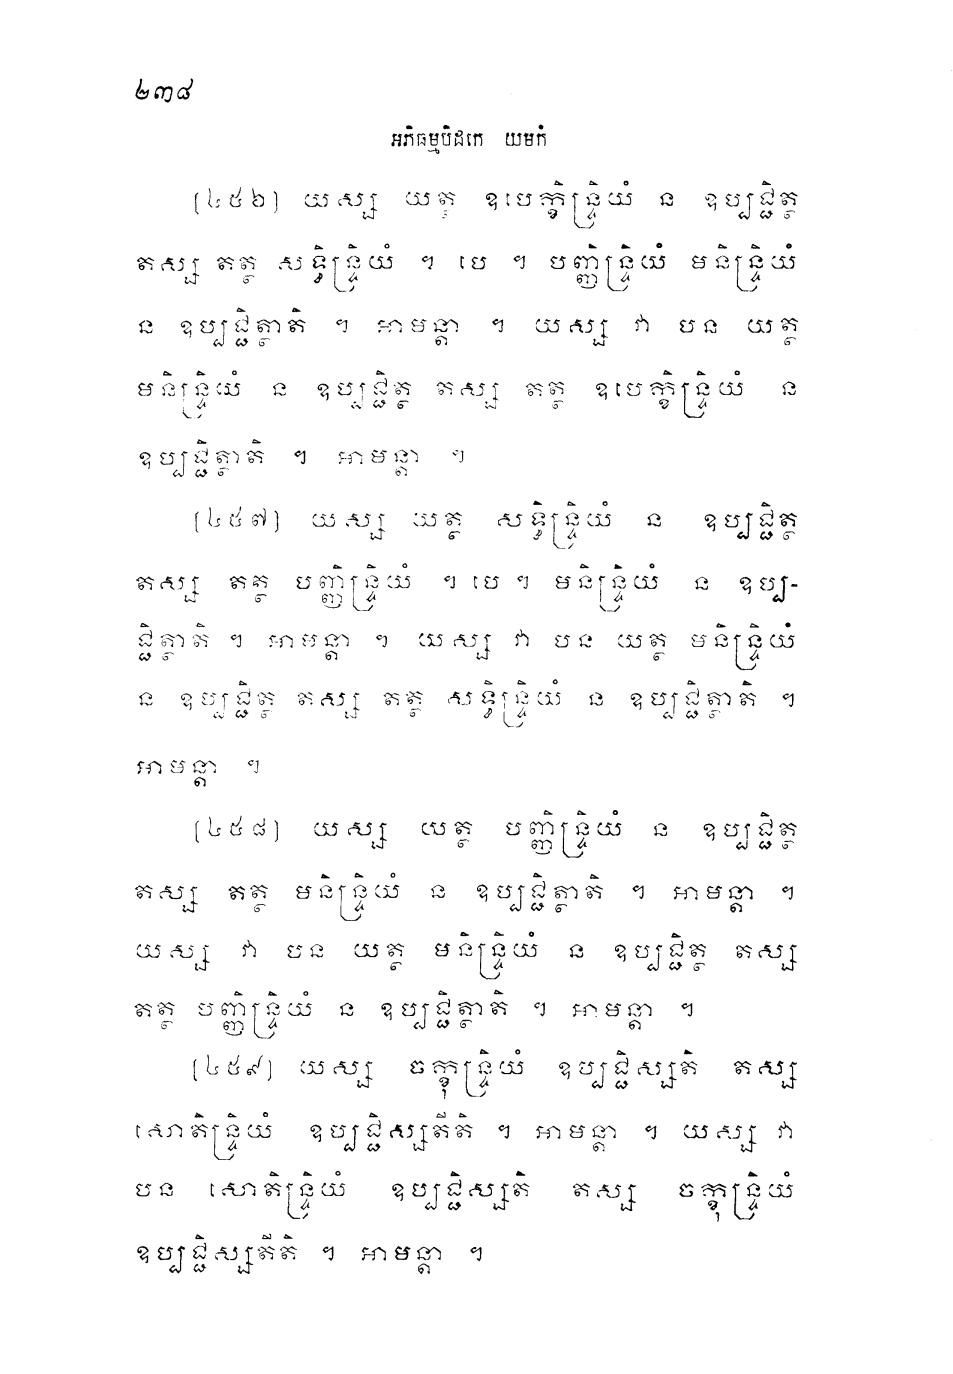 ២៣៨
អភិធម្មបិដកេ យមកំ
[៤៥៦] យស្ស យត្ថ ឧបេក្ខិន្ទ្រិយំ ន ឧប្បជ្ជិត្ថ
តស្ស តត្ថ សទ្ធិន្ទ្រិយំ ។ បេ ។ បញ្ញិន្ទ្រិយំ មនិន្ទ្រិយំ
ន ឧប្បជ្ជិត្ថាតិ ។ អាមន្តា ។ យស្ស វា បន យត្ថ
មនិន្ទ្រិយំ ន ឧប្បជ្ជិត្ថ តស្ស តត្ថ ឧបេក្ខិន្ទ្រិយំ ន
ឧប្បជ្ជិត្ថាតិ ។ អាមន្តា ។
[៤៥៧] យស្ស យត្ថ សទ្ធិន្ទ្រិយំ ន ឧប្បជ្ជិត្ថ
តស្ស តត្ថ បញ្ញិន្ទ្រិយំ ។ បេ ។ មនិន្ទ្រិយំ ន ឧប្ប-
ជ្ជិត្ថាតិ ។ អាមន្តា ។ យស្ស វា បន យត្ថ មនិន្ទ្រិយំ
ន ឧប្បជ្ជិត្ថ តស្ស តត្ថ សទ្ធិន្ទ្រិយំ ន ឧប្បជ្ជិត្ថាតិ ។
អាមន្តា ។
[៤៥៨] យស្ស យត្ថ បញ្ញិន្ទ្រិយំ ន ឧប្បជ្ជិត្ថ
តស្ស តត្ថ មនិន្ទ្រិយំ ន ឧប្បជ្ជិត្ថាតិ ។ អាមន្តា ។
យស្ស វា បន យត្ថ មនិន្ទ្រិយំ ន ឧប្បជ្ជិត្ថ តស្ស
តត្ថ បញ្ញិន្ទ្រិយំ ន ឧប្បជ្ជិត្ថាតិ ។ អាមន្តា ។
[៤៥៩] យស្ស ចក្ខុន្ទ្រិយំ ឧប្បជ្ជិស្សតិ តស្ស
សោតិន្ទ្រិយំ ឧប្បជ្ជិស្សតីតិ ។ អាមន្តា ។ យស្ស វា
បន សោតិន្ទ្រិយំ ឧប្បជ្ជិស្សតិ តស្ស ចក្ខុន្ទ្រិយំ
ឧប្បជ្ជិស្សតីតិ ។ អាមន្តា ។